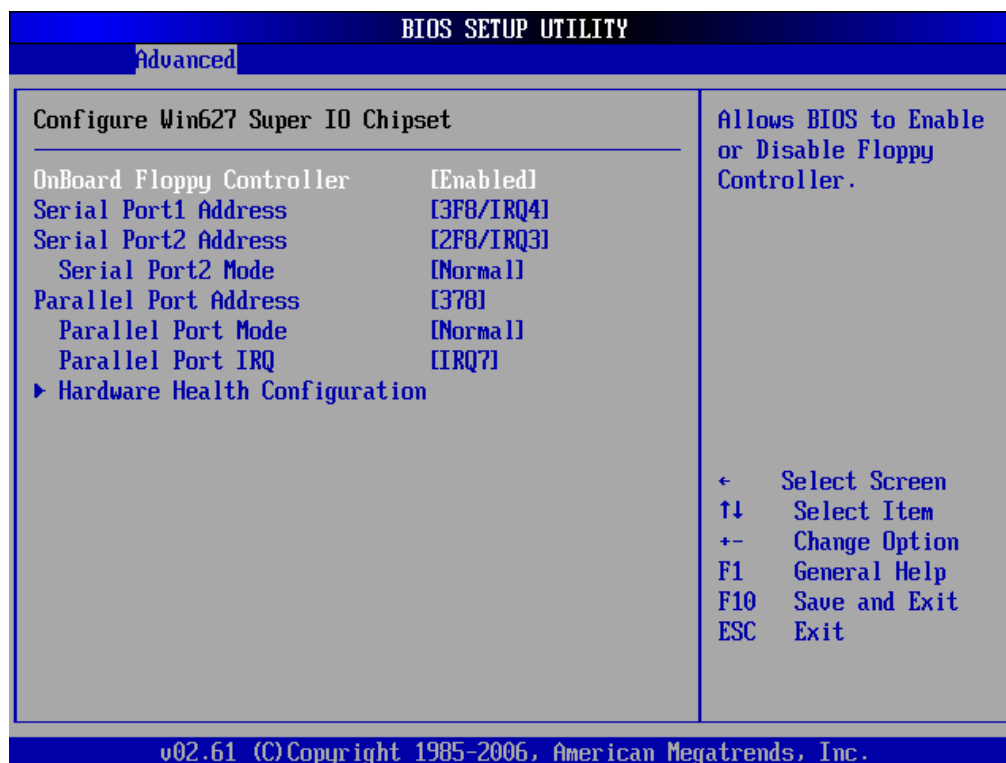 BIOS SETUP UTILITY
Advanced
Configure Win627 Super IO Chipset
OnBoard Floppy Controller [Enabled]
Serial Port1 Address [3F8/IRQ4]
Serial Port2 Address [2F8/IRQ3]
Serial Port2 Mode [Normal]
Parallel Port Address [378]
Parallel Port Mode [Normal]
Parallel Port IRQ [IRQ7]
▶ Hardware Health Configuration
Allows BIOS to Enable
or Disable Floppy
Controller.
← Select Screen
↑↓ Select Item
+- Change Option
F1 General Help
F10 Save and Exit
ESC Exit
v02.61 (C)Copyright 1985-2006, American Megatrends, Inc.